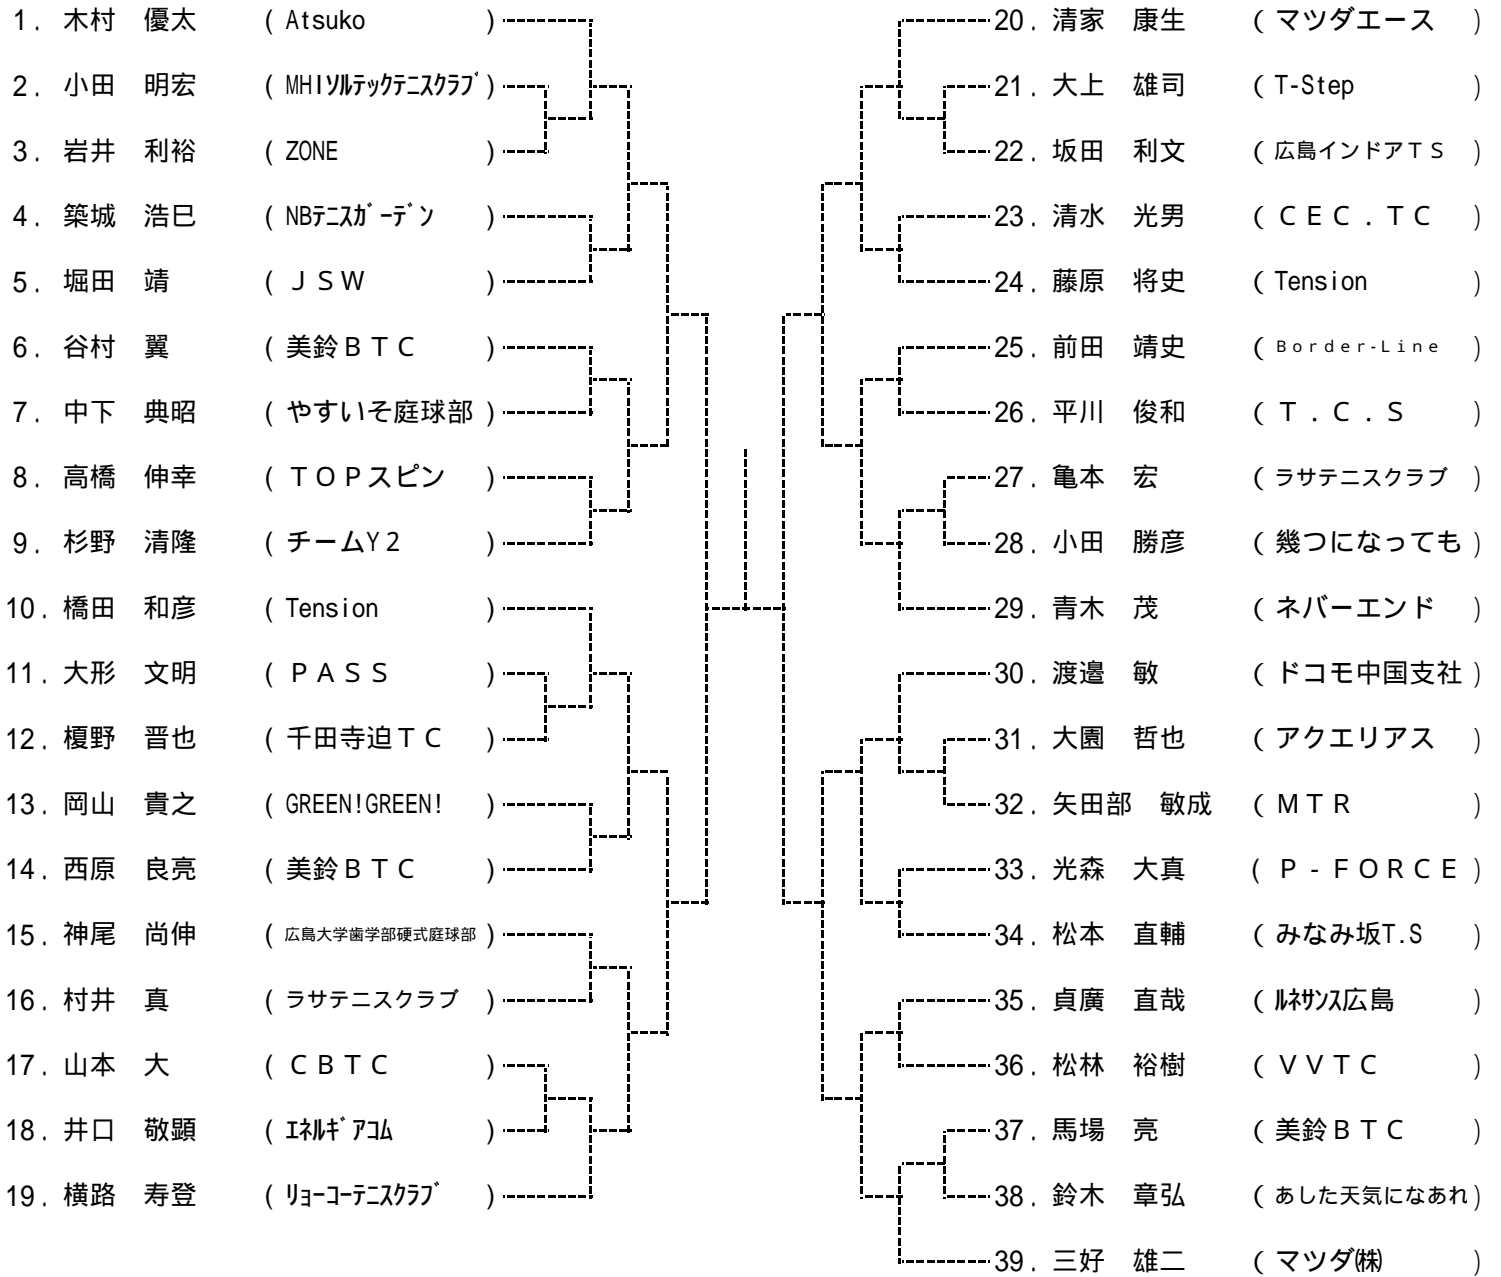 1. 木村　優太 ( Atsuko )
2. 小田　明宏 ( MHIソルテックテニスクラブ )
3. 岩井　利裕 ( ZONE )
4. 築城　浩巳 ( NBテニスガーデン )
5. 堀田　靖 ( ＪＳＷ )
6. 谷村　翼 ( 美鈴ＢＴＣ )
7. 中下　典昭 ( やすいそ庭球部 )
8. 高橋　伸幸 ( ＴＯＰスピン )
9. 杉野　清隆 ( チームY2 )
10. 橋田　和彦 ( Tension )
11. 大形　文明 ( ＰＡＳＳ )
12. 榎野　晋也 ( 千田寺迫ＴＣ )
13. 岡山　貴之 ( GREEN!GREEN! )
14. 西原　良亮 ( 美鈴ＢＴＣ )
15. 神尾　尚伸 ( 広島大学歯学部硬式庭球部 )
16. 村井　真 ( ラサテニスクラブ )
17. 山本　大 ( ＣＢＴＣ )
18. 井口　敬顕 ( エネルギアコム )
19. 横路　寿登 ( リョーコーテニスクラブ )
20. 清家　康生 ( マツダエース )
21. 大上　雄司 ( T-Step )
22. 坂田　利文 ( 広島インドアＴＳ )
23. 清水　光男 ( ＣＥＣ．ＴＣ )
24. 藤原　将史 ( Tension )
25. 前田　靖史 ( Border-Line )
26. 平川　俊和 ( Ｔ．Ｃ．Ｓ )
27. 亀本　宏 ( ラサテニスクラブ )
28. 小田　勝彦 ( 幾つになっても )
29. 青木　茂 ( ネバーエンド )
30. 渡邉　敏 ( ドコモ中国支社 )
31. 大園　哲也 ( アクエリアス )
32. 矢田部　敏成 ( ＭＴＲ )
33. 光森　大真 ( Ｐ-ＦＯＲＣＥ )
34. 松本　直輔 ( みなみ坂T.S )
35. 貞廣　直哉 ( ルネサンス広島 )
36. 松林　裕樹 ( ＶＶＴＣ )
37. 馬場　亮 ( 美鈴ＢＴＣ )
38. 鈴木　章弘 ( あした天気になあれ )
39. 三好　雄二 ( マツダ㈱ )